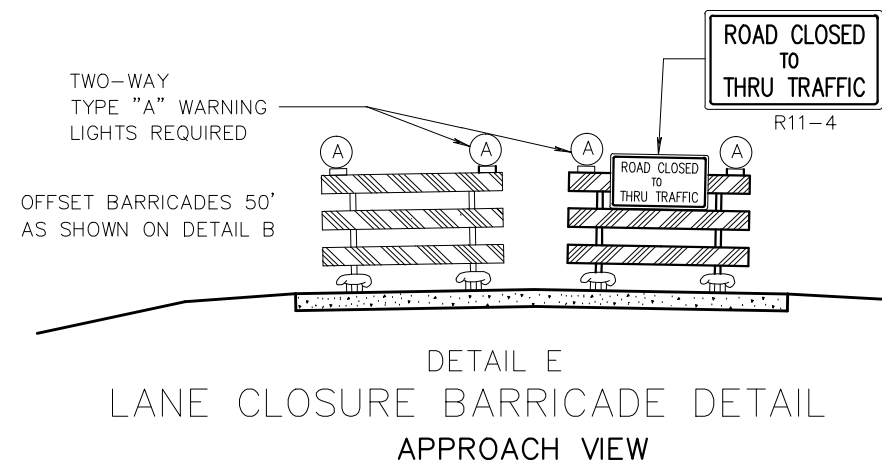 ROAD CLOSED
TO
THRU TRAFFIC
R11-4
TWO-WAY
TYPE "A" WARNING
LIGHTS REQUIRED
A
A
A
A
ROAD CLOSED
TO
THRU TRAFFIC
OFFSET BARRICADES 50'
AS SHOWN ON DETAIL B
DETAIL E
LANE CLOSURE BARRICADE DETAIL
APPROACH VIEW